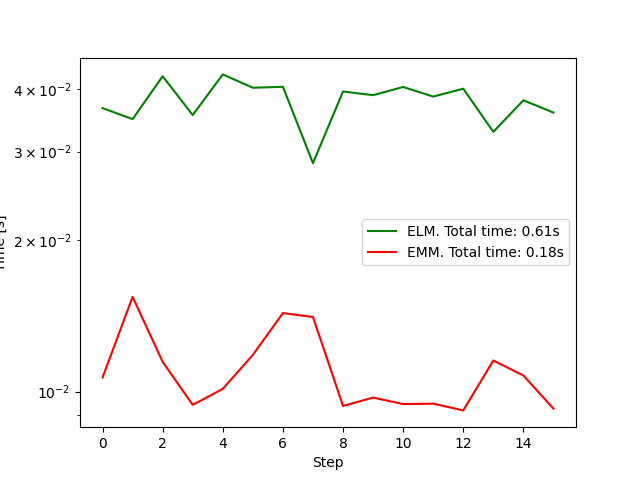 4 × 10⁻²
3 × 10⁻²
2 × 10⁻²
10⁻²
ELM. Total time: 0.61s
EMM. Total time: 0.18s
0 2 4 6 8 10 12 14
Step